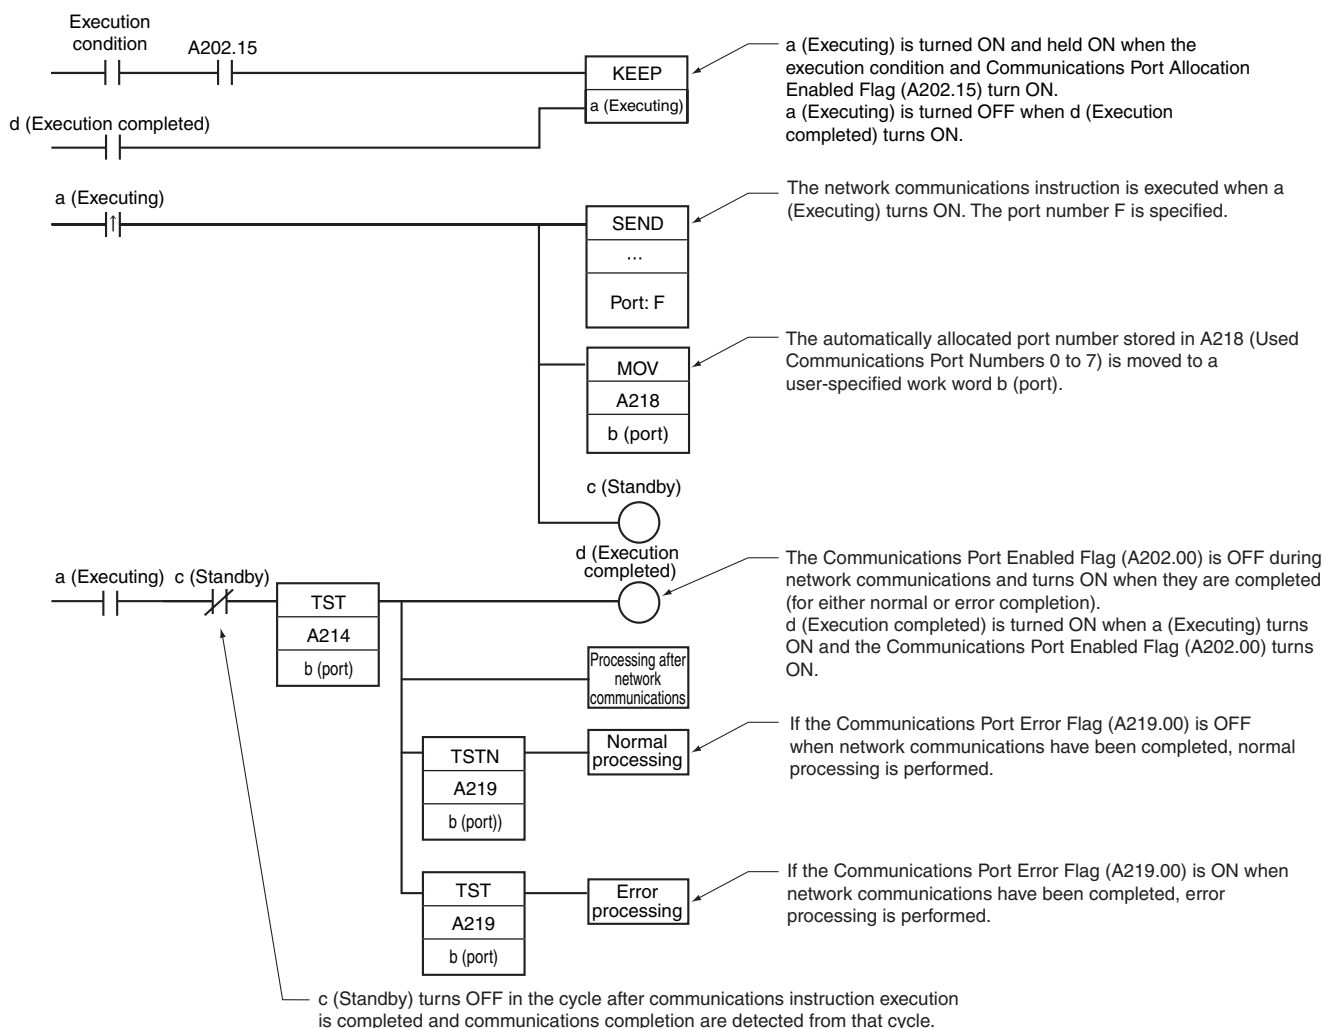 Execution
condition
A202.15
KEEP
a (Executing)
a (Executing) is turned ON and held ON when the
execution condition and Communications Port Allocation
Enabled Flag (A202.15) turn ON.
a (Executing) is turned OFF when d (Execution
completed) turns ON.
d (Execution completed)
a (Executing)
SEND
...
Port: F
The network communications instruction is executed when a
(Executing) turns ON. The port number F is specified.
MOV
A218
b (port)
The automatically allocated port number stored in A218 (Used
Communications Port Numbers 0 to 7) is moved to a
user-specified work word b (port).
c (Standby)
d (Execution
completed)
a (Executing) c (Standby)
TST
A214
b (port)
The Communications Port Enabled Flag (A202.00) is OFF during
network communications and turns ON when they are completed
(for either normal or error completion).
d (Execution completed) is turned ON when a (Executing) turns
ON and the Communications Port Enabled Flag (A202.00) turns
ON.
Processing after
network
communications
TSTN
A219
b (port))
Normal
processing
If the Communications Port Error Flag (A219.00) is OFF
when network communications have been completed, normal
processing is performed.
TST
A219
b (port)
Error
processing
If the Communications Port Error Flag (A219.00) is ON when
network communications have been completed, error
processing is performed.
c (Standby) turns OFF in the cycle after communications instruction execution
is completed and communications completion are detected from that cycle.